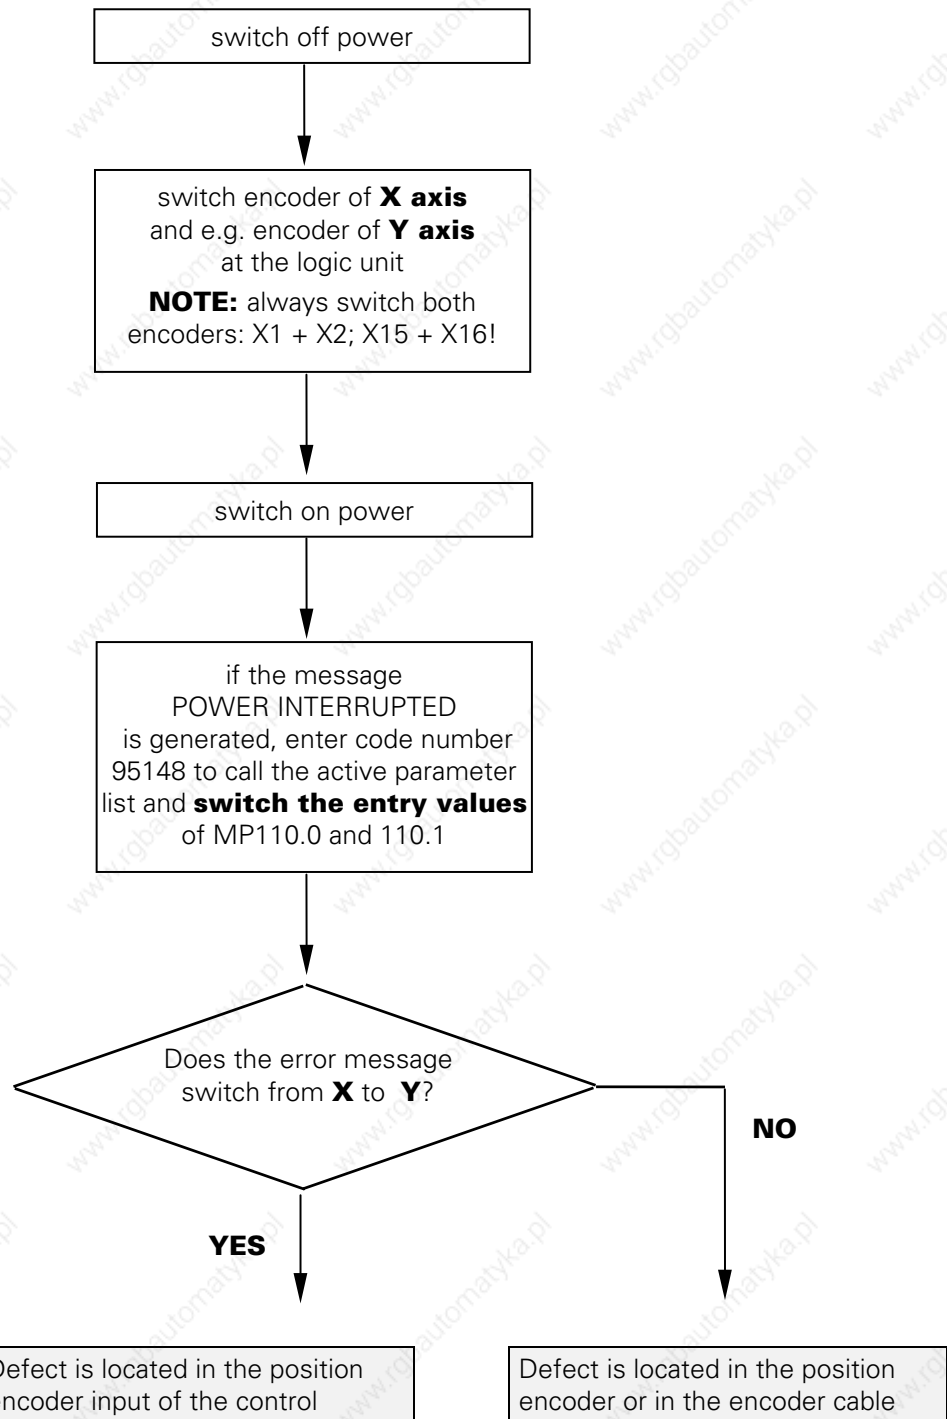 switch off power
switch encoder of X axis
and e.g. encoder of Y axis
at the logic unit
NOTE: always switch both
encoders: X1 + X2; X15 + X16!
switch on power
if the message
POWER INTERRUPTED
is generated, enter code number
95148 to call the active parameter
list and switch the entry values
of MP110.0 and 110.1
Does the error message
switch from X to Y?
NO
YES
Defect is located in the position
encoder input of the control
Defect is located in the position
encoder or in the encoder cable
www.rgbautomatyka.pl